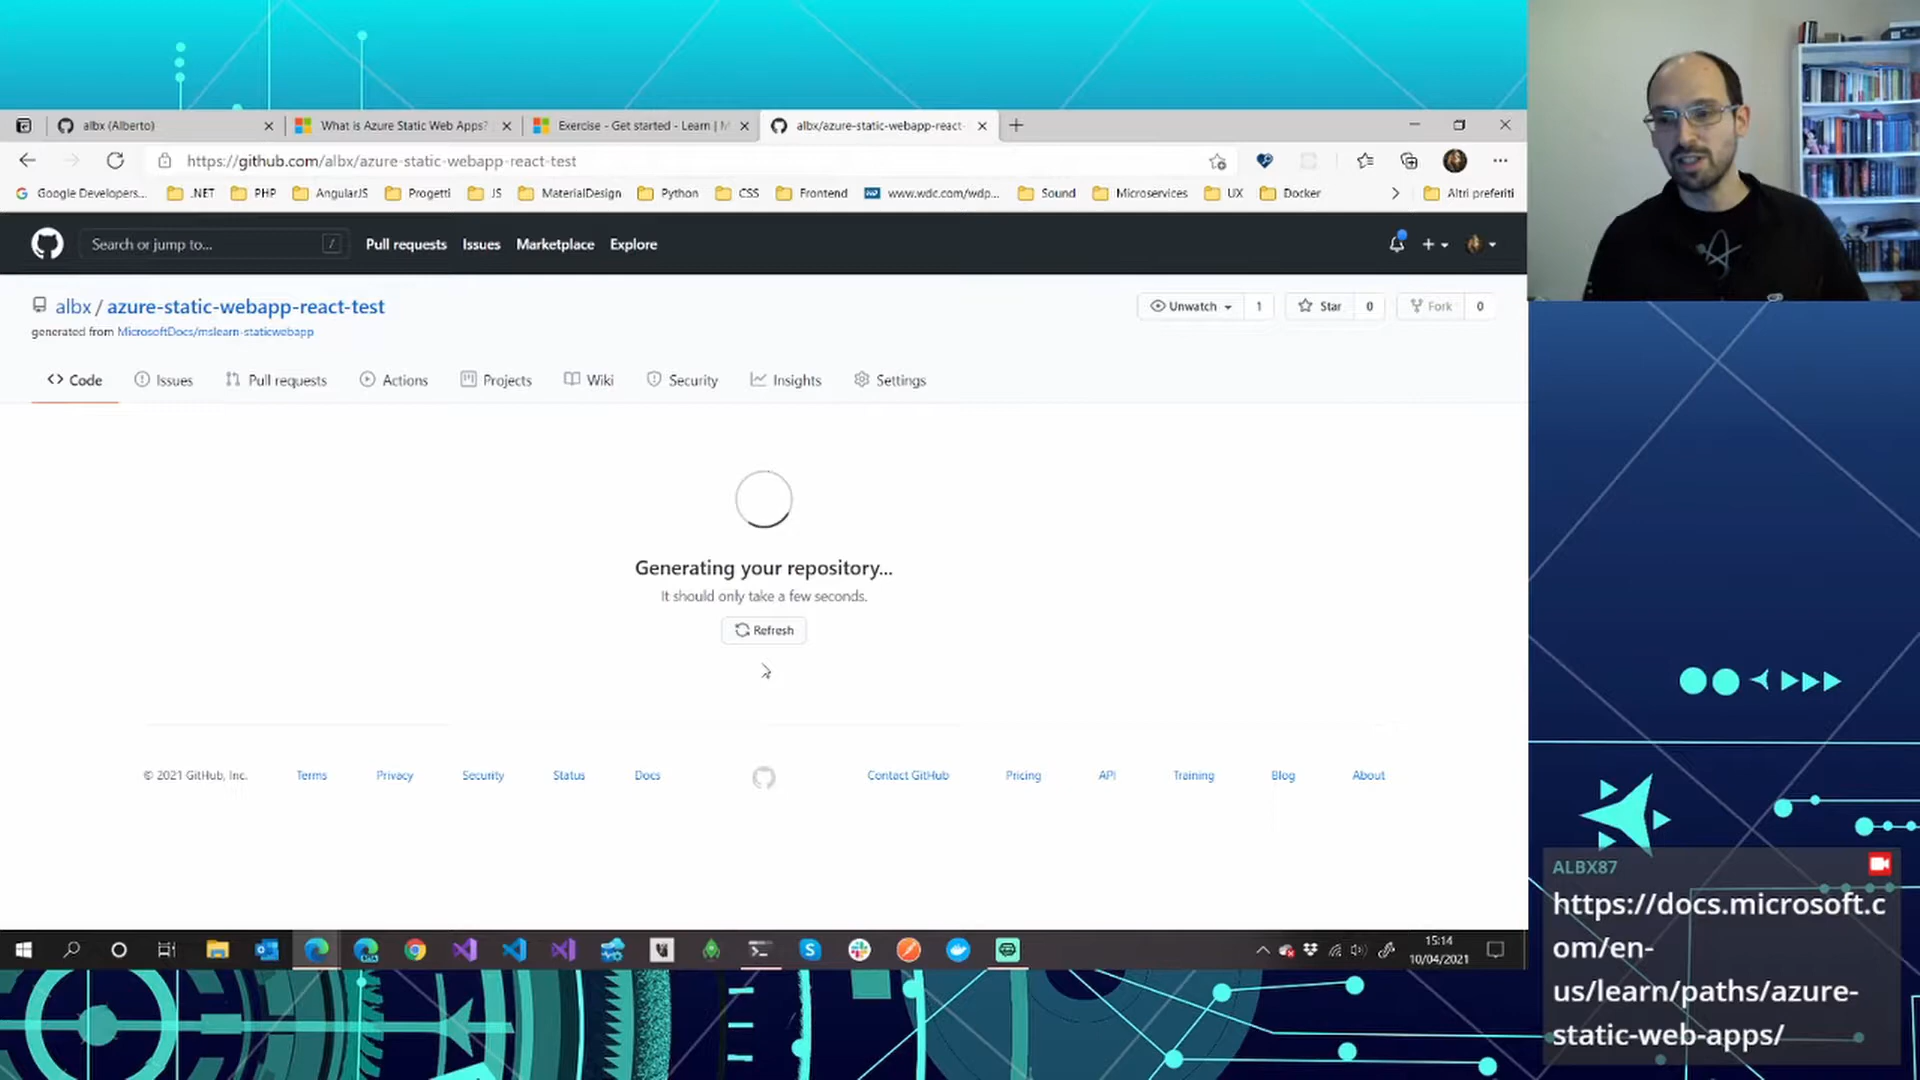 albx (Alberto)
What is Azure Static Web Apps?
Exercise - Get started - Learn | M
albx/azure-static-webapp-react-
https://github.com/albx/azure-static-webapp-react-test
Google Developers...
.NET
PHP
AngularJS
Progetti
JS
MaterialDesign
Python
CSS
Frontend
www.wdc.com/wdp...
Sound
Microservices
UX
Docker
Altri preferiti
Search or jump to...
/
Pull requests
Issues
Marketplace
Explore
albx / azure-static-webapp-react-test
generated from MicrosoftDocs/mslearn-staticwebapp
Unwatch
1
Star
0
Fork
0
Code
Issues
Pull requests
Actions
Projects
Wiki
Security
Insights
Settings
Generating your repository...
It should only take a few seconds.
Refresh
© 2021 GitHub, Inc.
Terms
Privacy
Security
Status
Docs
Contact GitHub
Pricing
API
Training
Blog
About
15:14
10/04/2021
ALBX87
https://docs.microsoft.c
om/en-
us/learn/paths/azure-
static-web-apps/